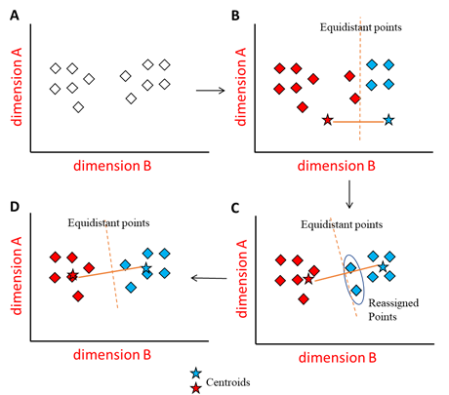 A
dimension A
dimension B
B
Equidistant points
dimension A
dimension B
D
Equidistant points
dimension A
dimension B
C
Equidistant points
dimension A
Reassigned
Points
dimension B
Centroids